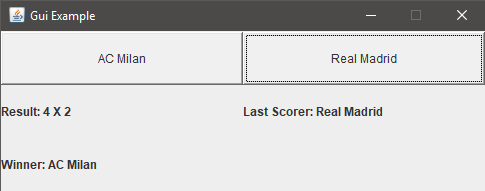 Gui Example
AC Milan Real Madrid
Result: 4 X 2 Last Scorer: Real Madrid
Winner: AC Milan